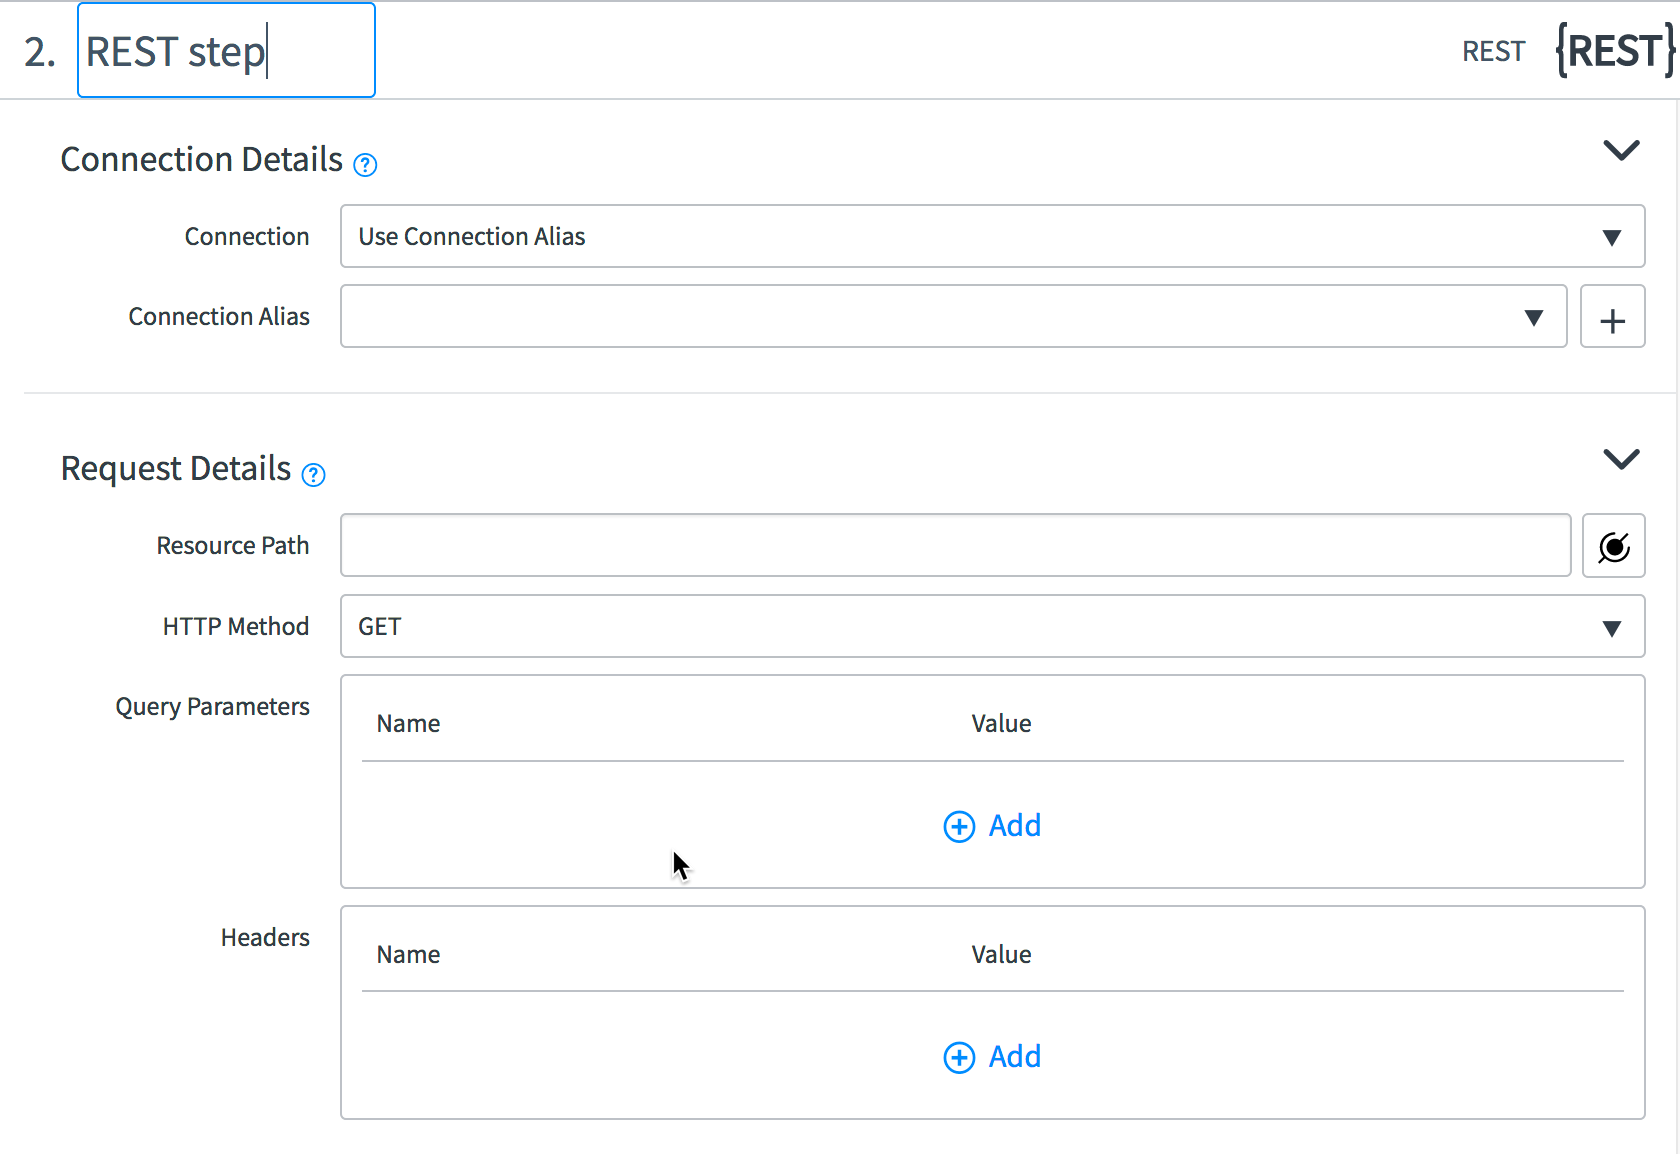 2. REST step REST {REST}
Connection Details ?
Connection Use Connection Alias
Connection Alias
Request Details ?
Resource Path
HTTP Method GET
Query Parameters Name Value
Add
Headers Name Value
Add